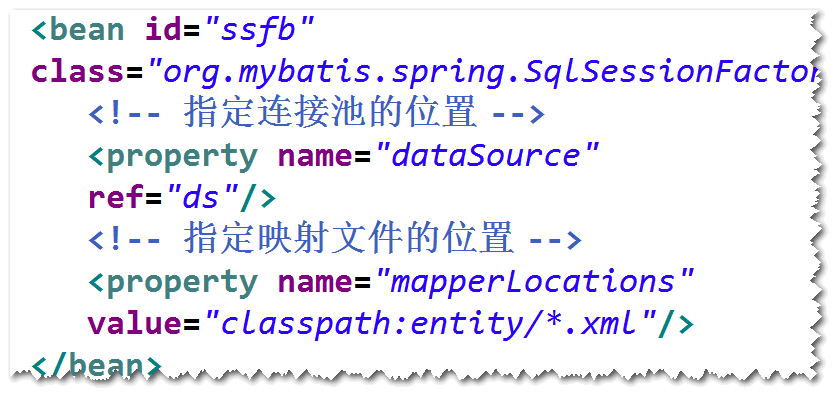 <bean id="ssfb"
class="org.mybatis.spring.SqlSessionFactor
<!-- 指定连接池的位置 -->
<property name="dataSource"
ref="ds"/>
<!-- 指定映射文件的位置 -->
<property name="mapperLocations"
value="classpath:entity/*.xml"/>
</bean>